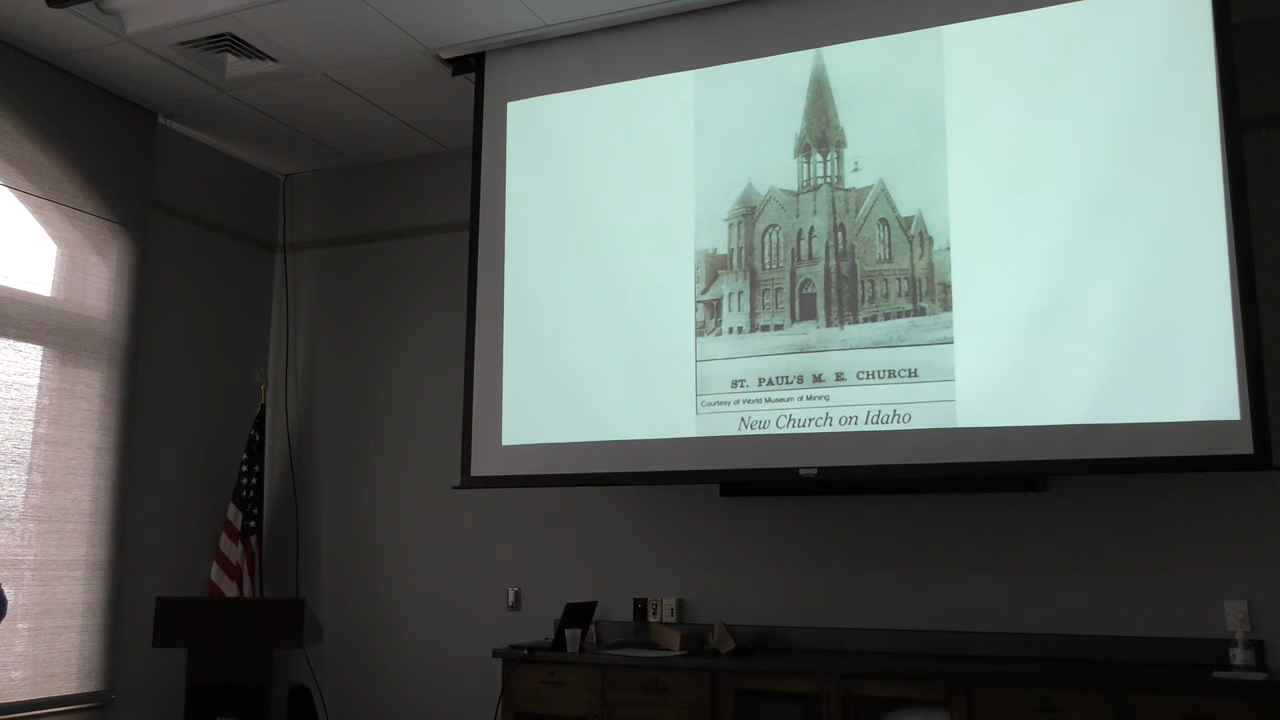 ST. PAUL'S M. E. CHURCH
Courtesy of World Museum of Mining
New Church on Idaho